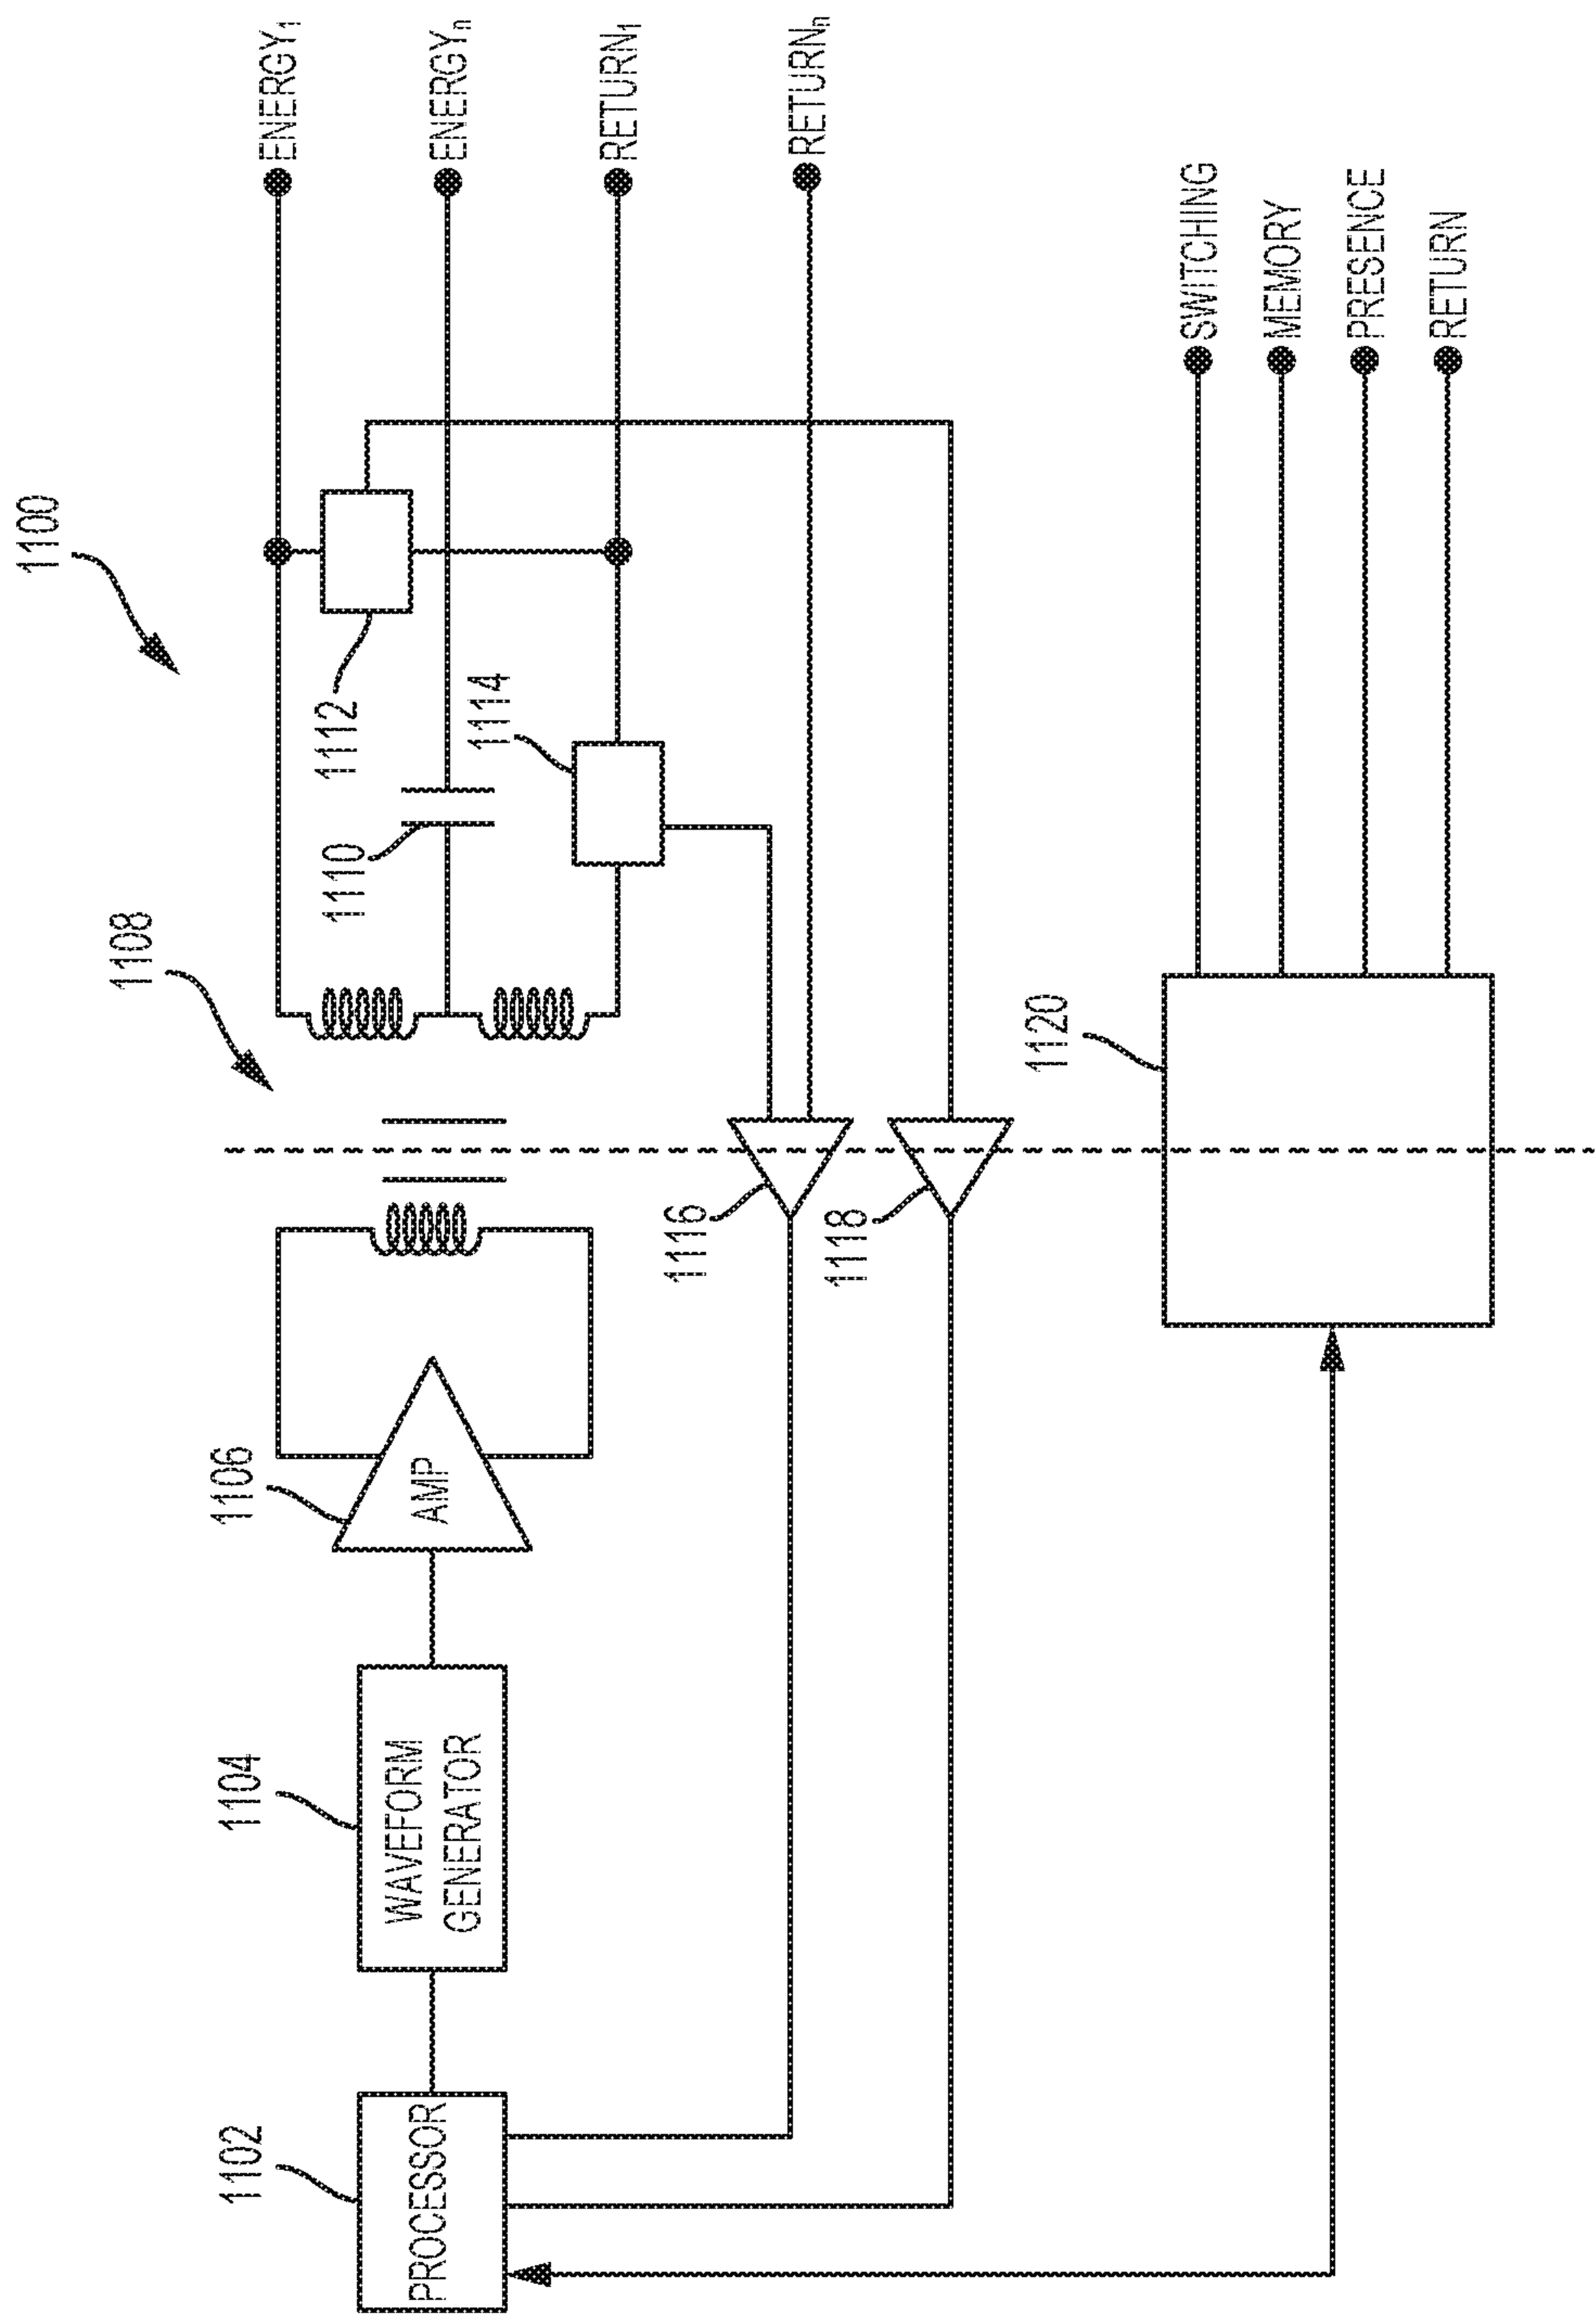 1100
1102
PROCESSOR
1104
WAVEFORM
GENERATOR
1106
AMP
1108
1110
1112
1114
ENERGY₁
ENERGYₙ
RETURN₁
RETURNₙ
1116
1118
1120
SWITCHING
MEMORY
PRESENCE
RETURN